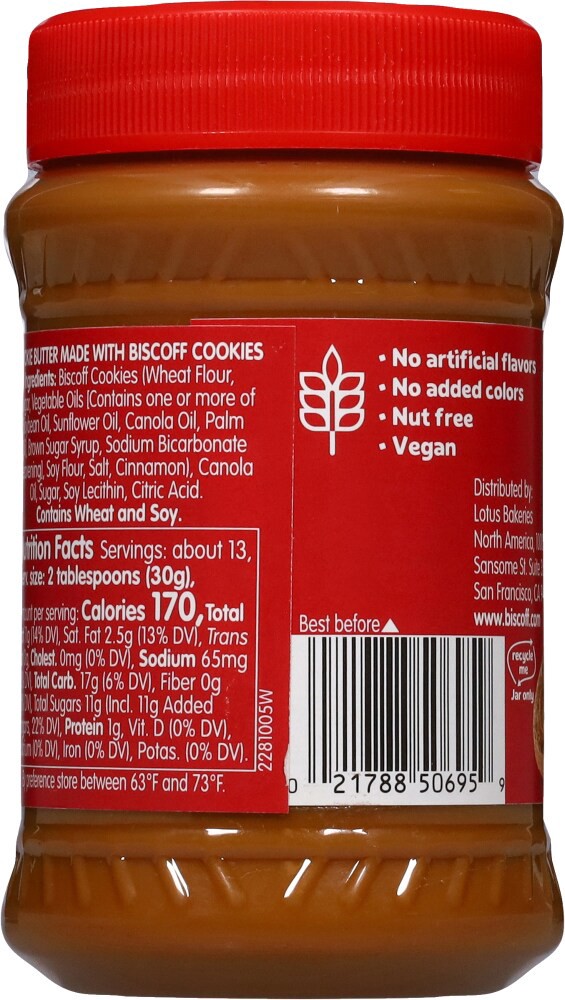 BUTTER MADE WITH BISCOFF COOKIES
Biscoff Cookies (Wheat Flour,
Vegetable Oils [Contains one or more of
Oil, Sunflower Oil, Canola Oil, Palm
Brown Sugar Syrup, Sodium Bicarbonate
Soy Flour, Salt, Cinnamon), Canola
Oil, Sugar, Soy Lecithin, Citric Acid.
Contains Wheat and Soy.
Facts Servings: about 13,
size: 2 tablespoons (30g),
per serving: Calories 170, Total
(14% DV), Sat. Fat 2.5g (13% DV), Trans
Cholest. 0mg (0% DV), Sodium 65mg
Total Carb. 17g (6% DV), Fiber 0g
Total Sugars 11g (Incl. 11g Added
22% DV), Protein 1g, Vit. D (0% DV),
(0% DV), Iron (0% DV), Potas. (0% DV).
store between 63°F and 73°F.
2281005W
• No artificial flavors
• No added colors
• Nut free
• Vegan
Distributed by:
Lotus Bakeries
North America,
Sansome St. Suite
San Francisco, CA
www.biscoff.com
Best before▲
recycle
me
Jar only
0 21788 50695 9